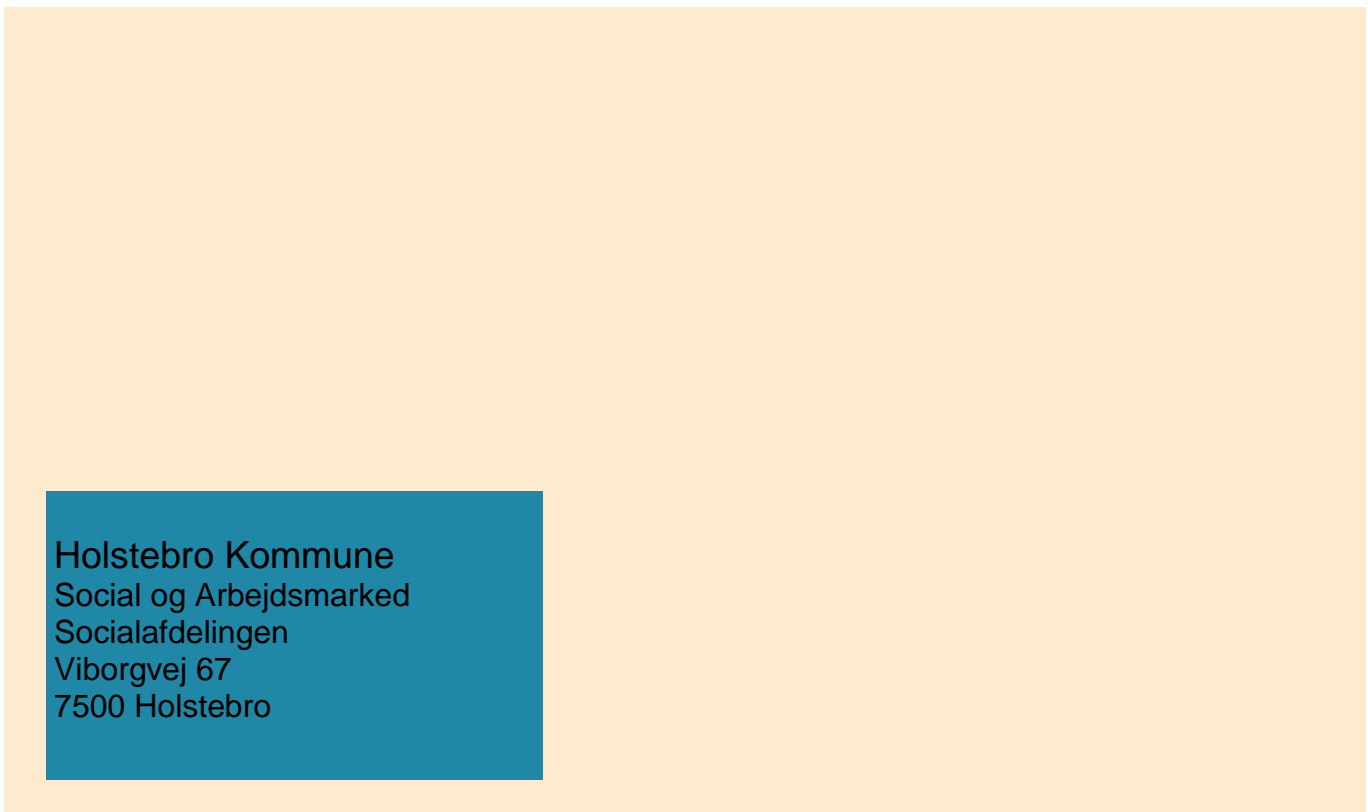 Holstebro Kommune
Social og Arbejdsmarked
Socialafdelingen
Viborgvej 67
7500 Holstebro